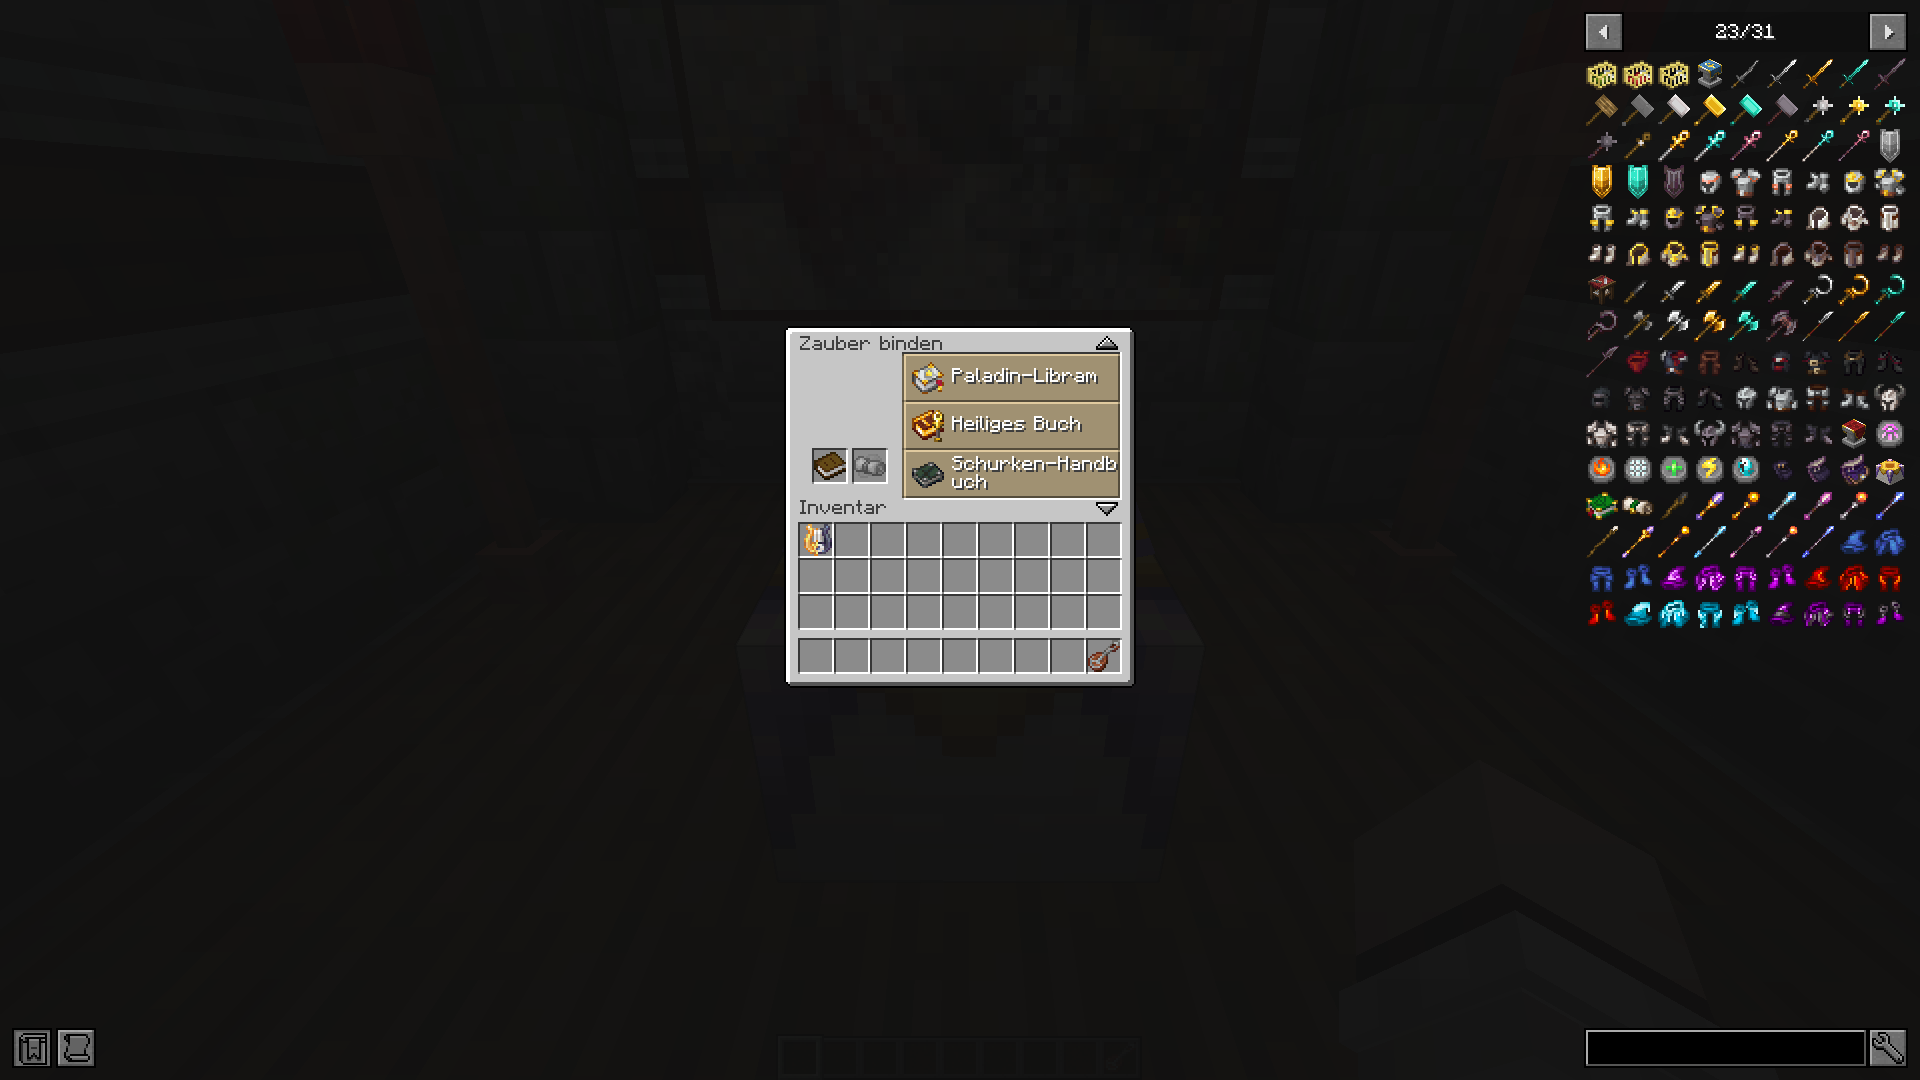 23/31
Zauber binden
Paladin-Libram
Heiliges Buch
Schurken-Handb
uch
Inventar